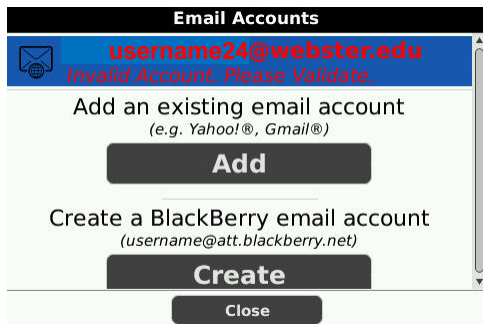 Email Accounts
username24@webster.edu
Invalid Account. Please Validate.
Add an existing email account
(e.g. Yahoo!®, Gmail®)
Add
Create a BlackBerry email account
(username@att.blackberry.net)
Create
Close